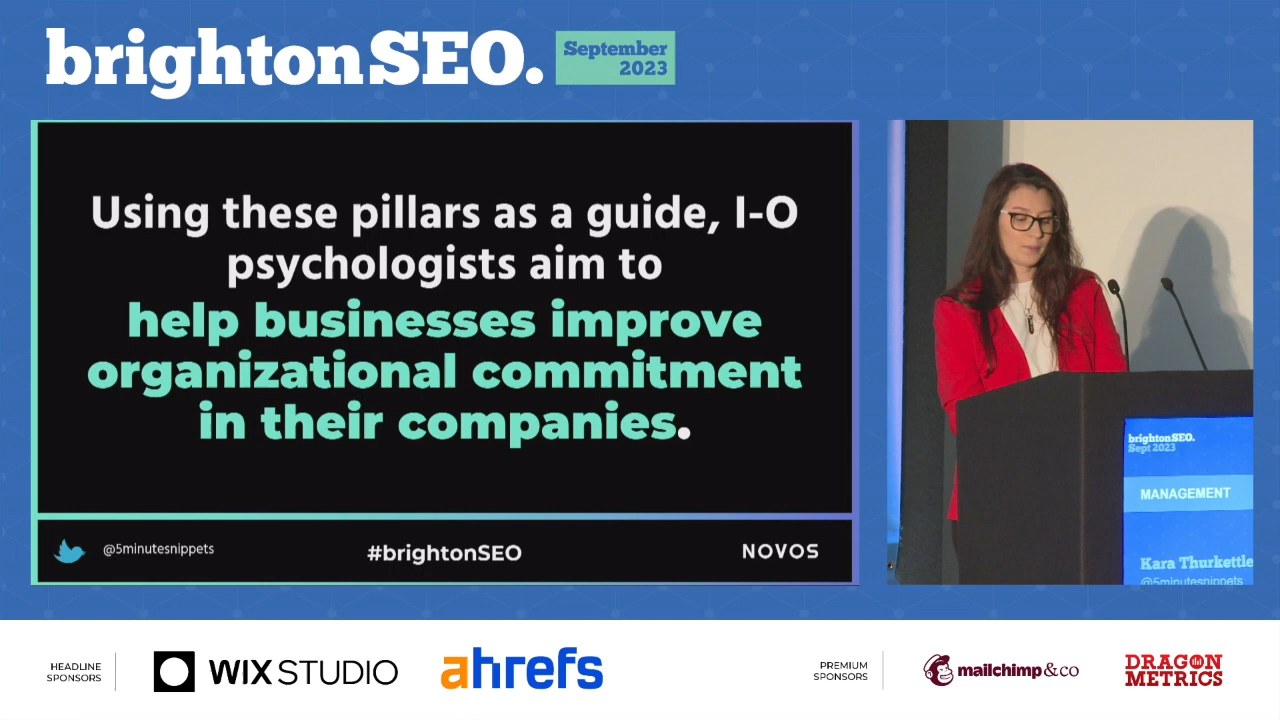 brightonSEO.
September
2023
Using these pillars as a guide, I-O
psychologists aim to
help businesses improve
organizational commitment
in their companies.
@5minutesnippets
#brightonSEO
NOVOS
brightonSEO.
Sept 2023
MANAGEMENT
Kara Thurkettle
@5minutesnippets
HEADLINE
SPONSORS
WIX STUDIO
ahrefs
PREMIUM
SPONSORS
mailchimp&co
DRAGON
METRICS